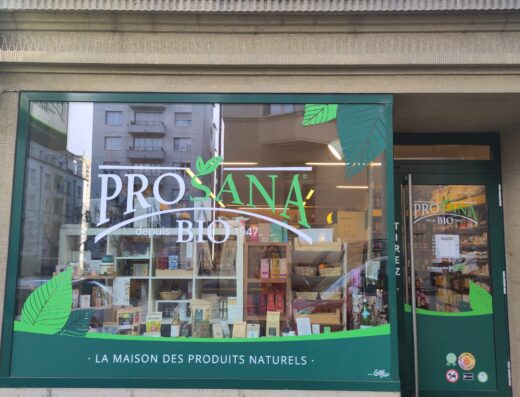 PROSANA
depuis 1947
BIO
· LA MAISON DES PRODUITS NATURELS ·
TIREZ
PROSANA
BIO